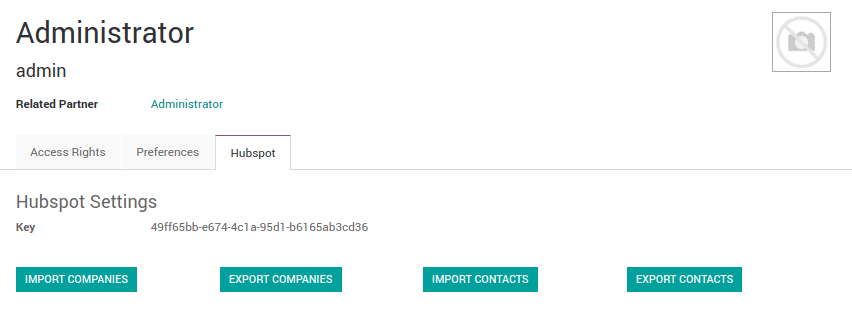 Administrator
admin
Related Partner Administrator
Access Rights Preferences Hubspot
Hubspot Settings
Key 49ff65bb-e674-4c1a-95d1-b6165ab3cd36
IMPORT COMPANIES EXPORT COMPANIES IMPORT CONTACTS EXPORT CONTACTS